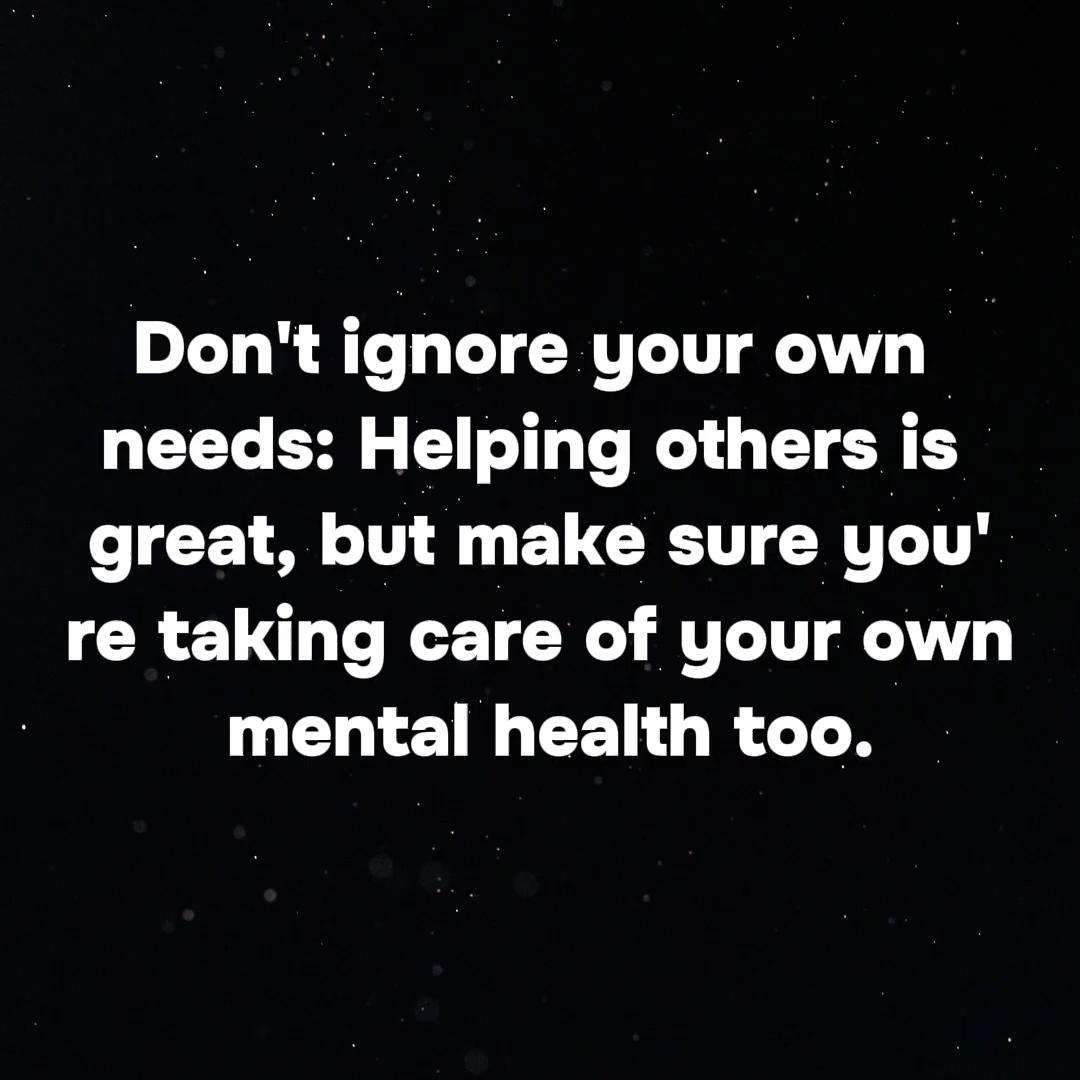 Don't ignore your own
needs: Helping others is
great, but make sure you'
re taking care of your own
mental health too.